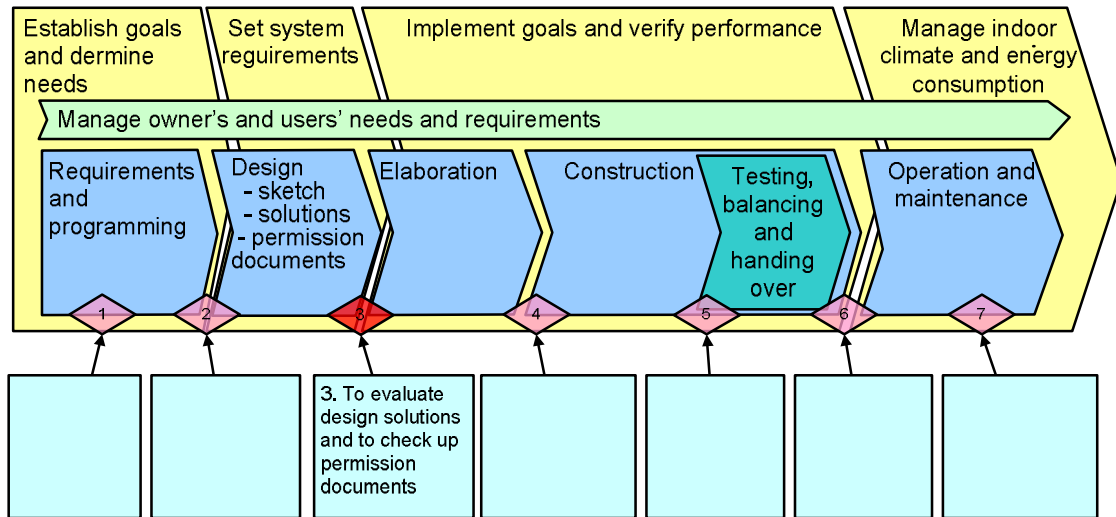 Establish goals
and dermine
needs
Set system
reguirements
Implement goals and verify performance
Manage indoor
climate and energy
consumption
Manage owner's and users' needs and requirements
Requirements
and
programming
Design
- sketch
- solutions
- permission
documents
Elaboration
Construction
Testing,
balancing
and
handing
over
Operation and
maintenance
1
2
3
4
5
6
7
3. To evaluate
design solutions
and to check up
permission
documents